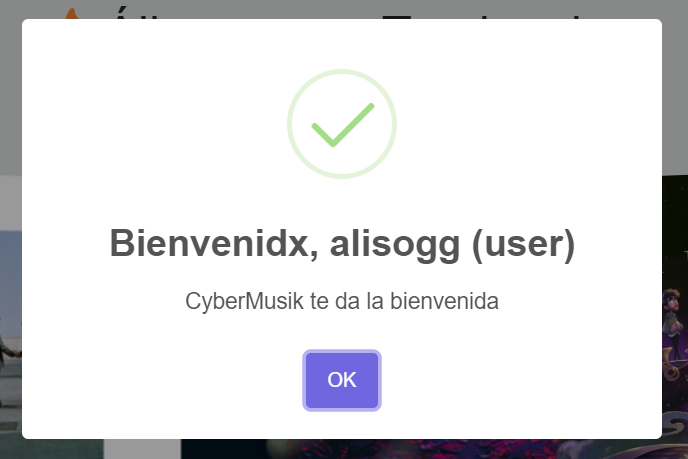 Bienvenidx, alisogg (user)
CyberMusik te da la bienvenida
OK